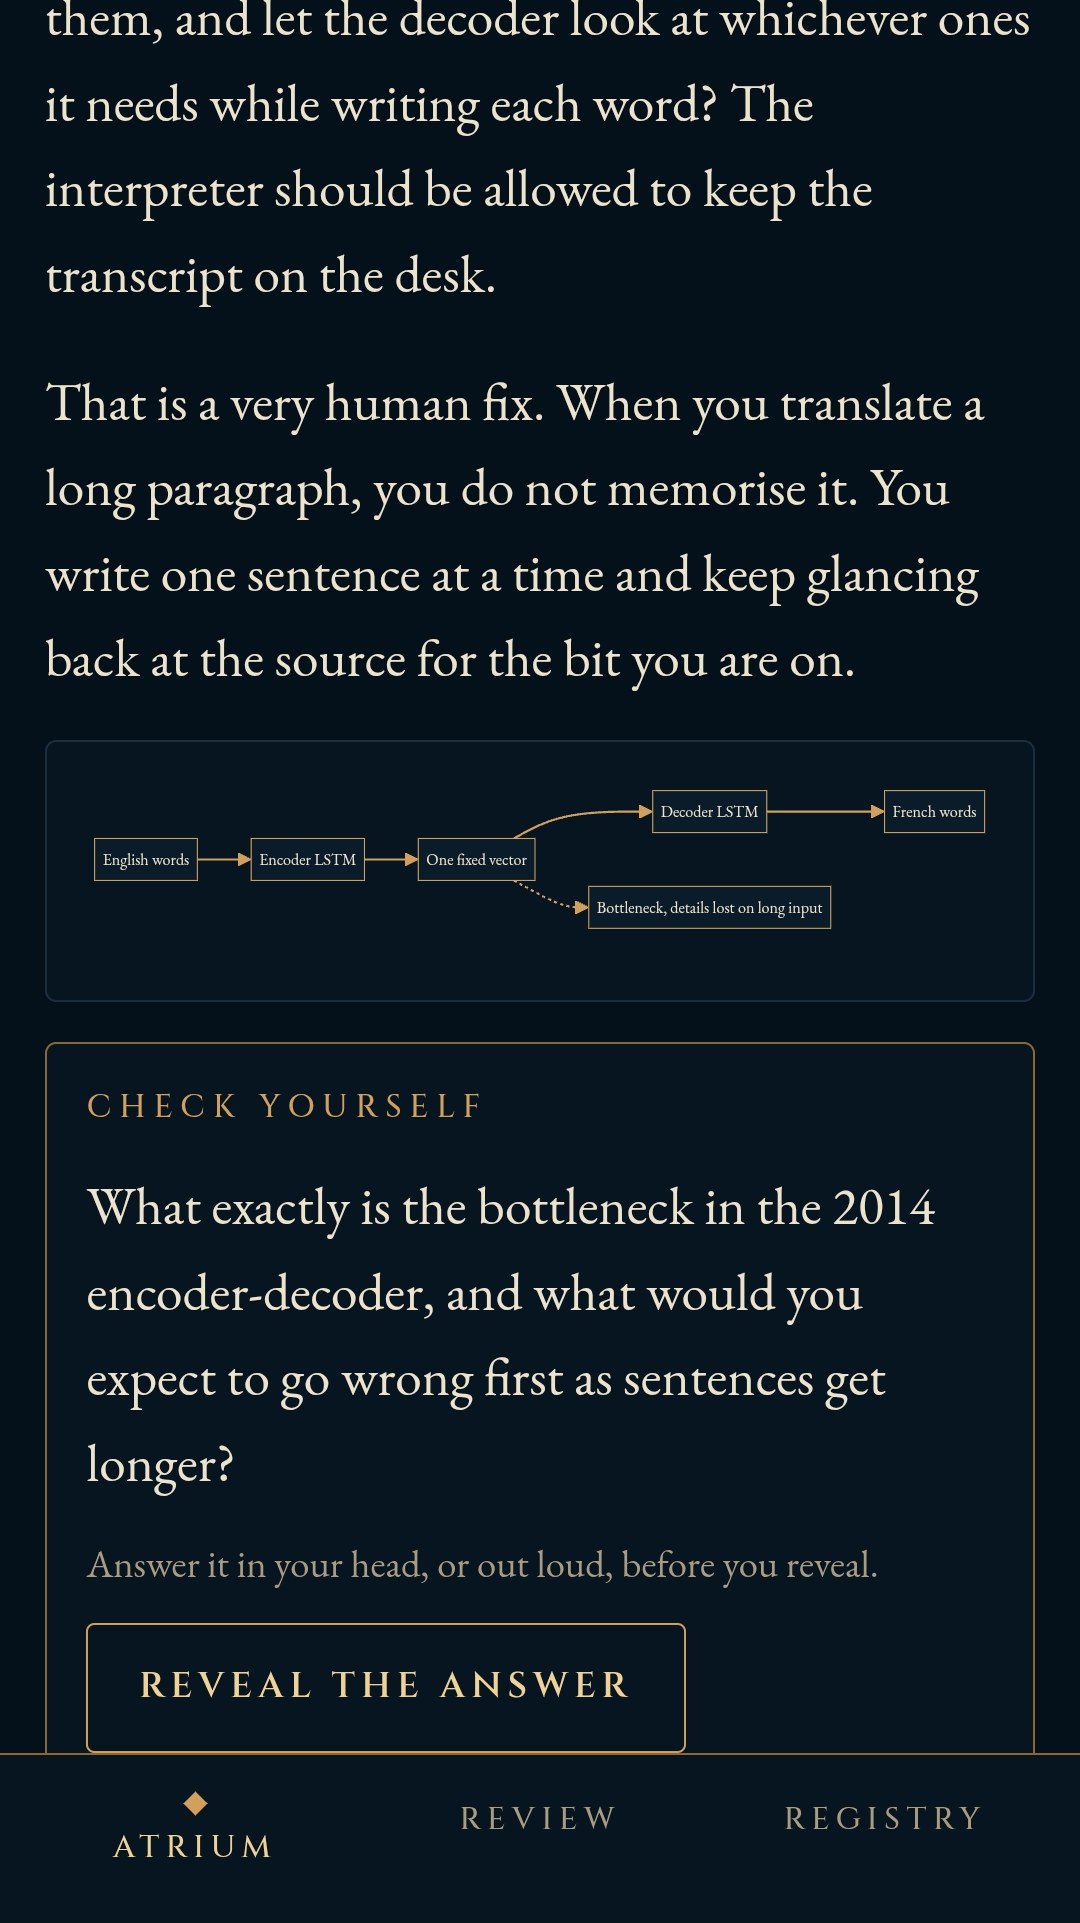 them, and let the decoder look at whichever ones
it needs while writing each word? The
interpreter should be allowed to keep the
transcript on the desk.
That is a very human fix. When you translate a
long paragraph, you do not memorise it. You
write one sentence at a time and keep glancing
back at the source for the bit you are on.
English words
Encoder LSTM
One fixed vector
Decoder LSTM
French words
Bottleneck, details lost on long input
CHECK YOURSELF
What exactly is the bottleneck in the 2014
encoder-decoder, and what would you
expect to go wrong first as sentences get
longer?
Answer it in your head, or out loud, before you reveal.
REVEAL THE ANSWER
ATRIUM
REVIEW
REGISTRY